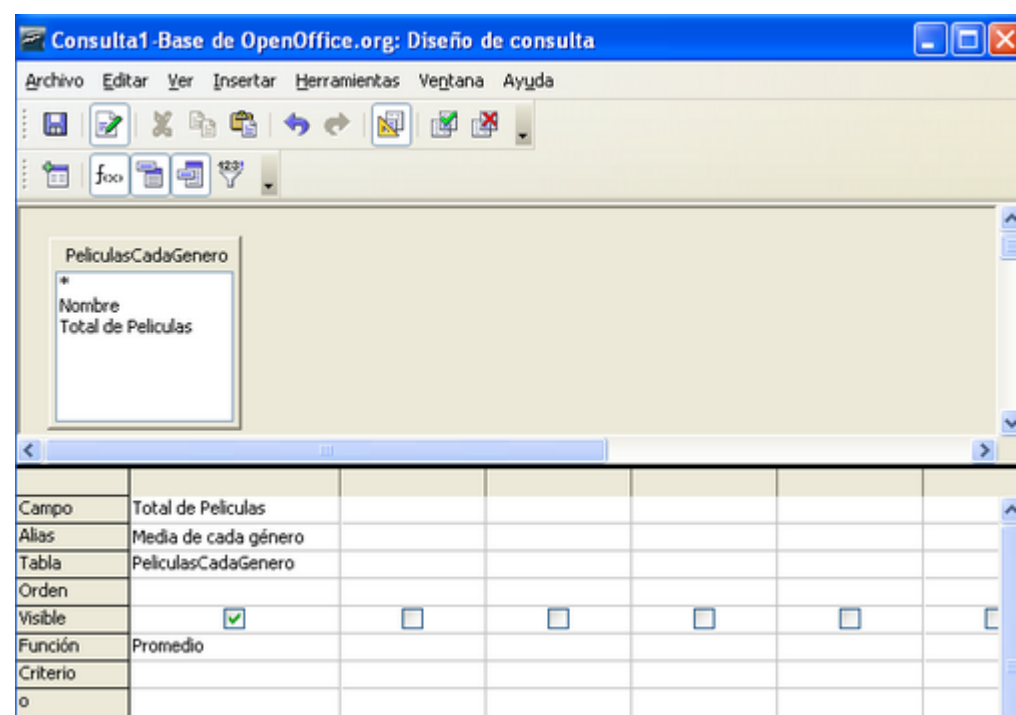 Consulta1-Base de OpenOffice.org: Diseño de consulta
Archivo Editar Ver Insertar Herramientas Ventana Ayuda
f(x) 123!
PeliculasCadaGenero
*
Nombre
Total de Peliculas
Campo Total de Peliculas
Alias Media de cada género
Tabla PeliculasCadaGenero
Orden
Visible
Función Promedio
Criterio
o